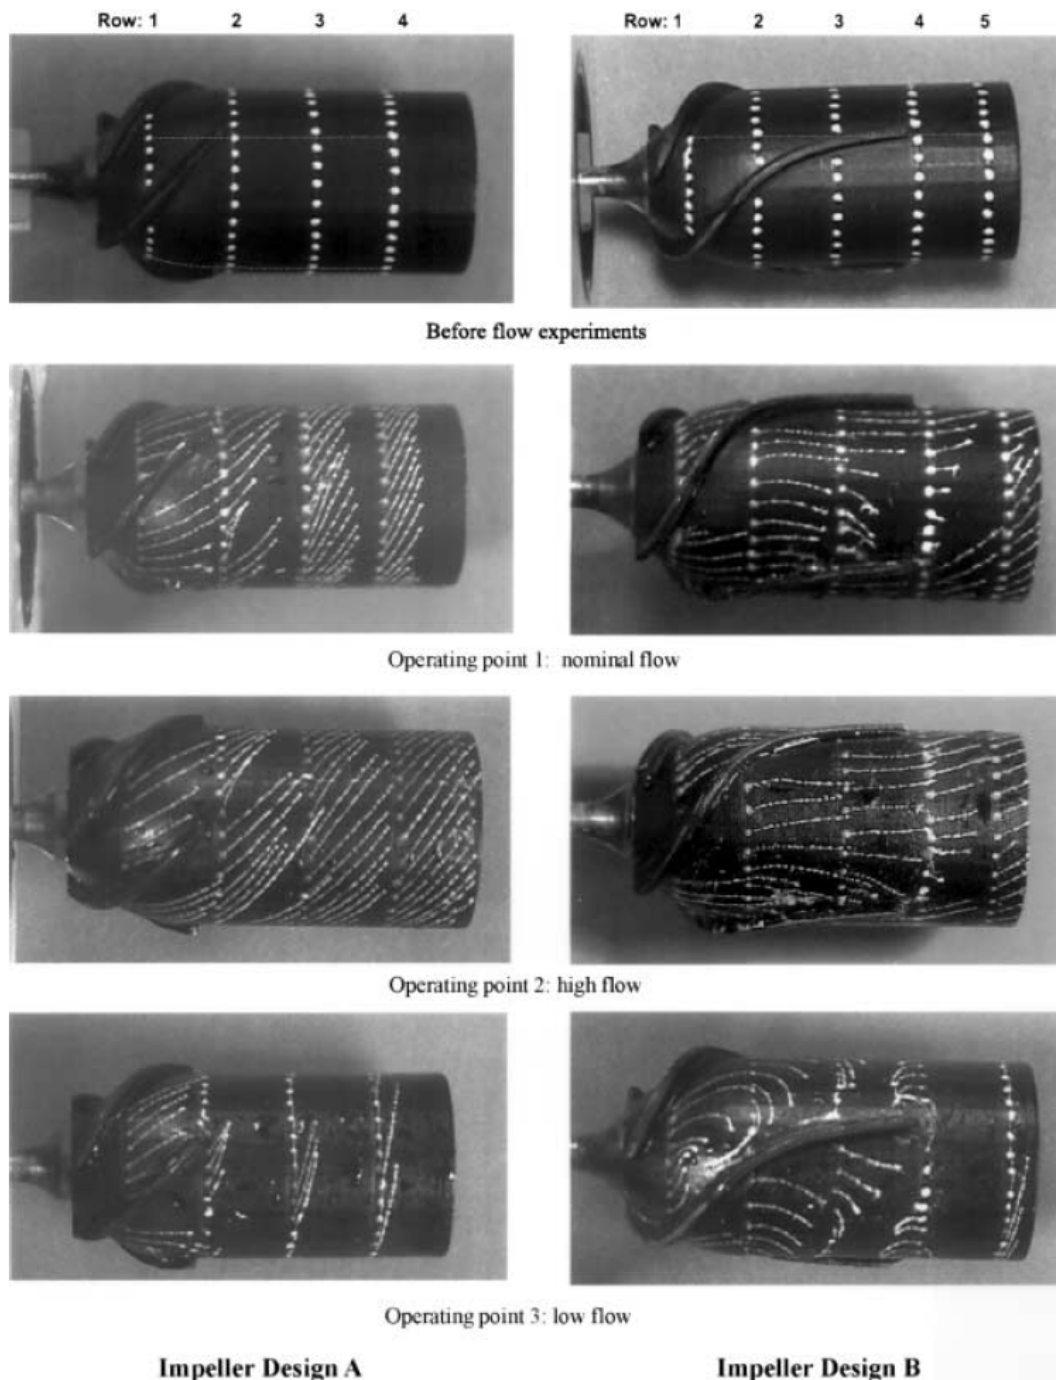 Row: 1 2 3 4
Row: 1 2 3 4 5
Before flow experiments
Operating point 1: nominal flow
Operating point 2: high flow
Operating point 3: low flow
Impeller Design A
Impeller Design B